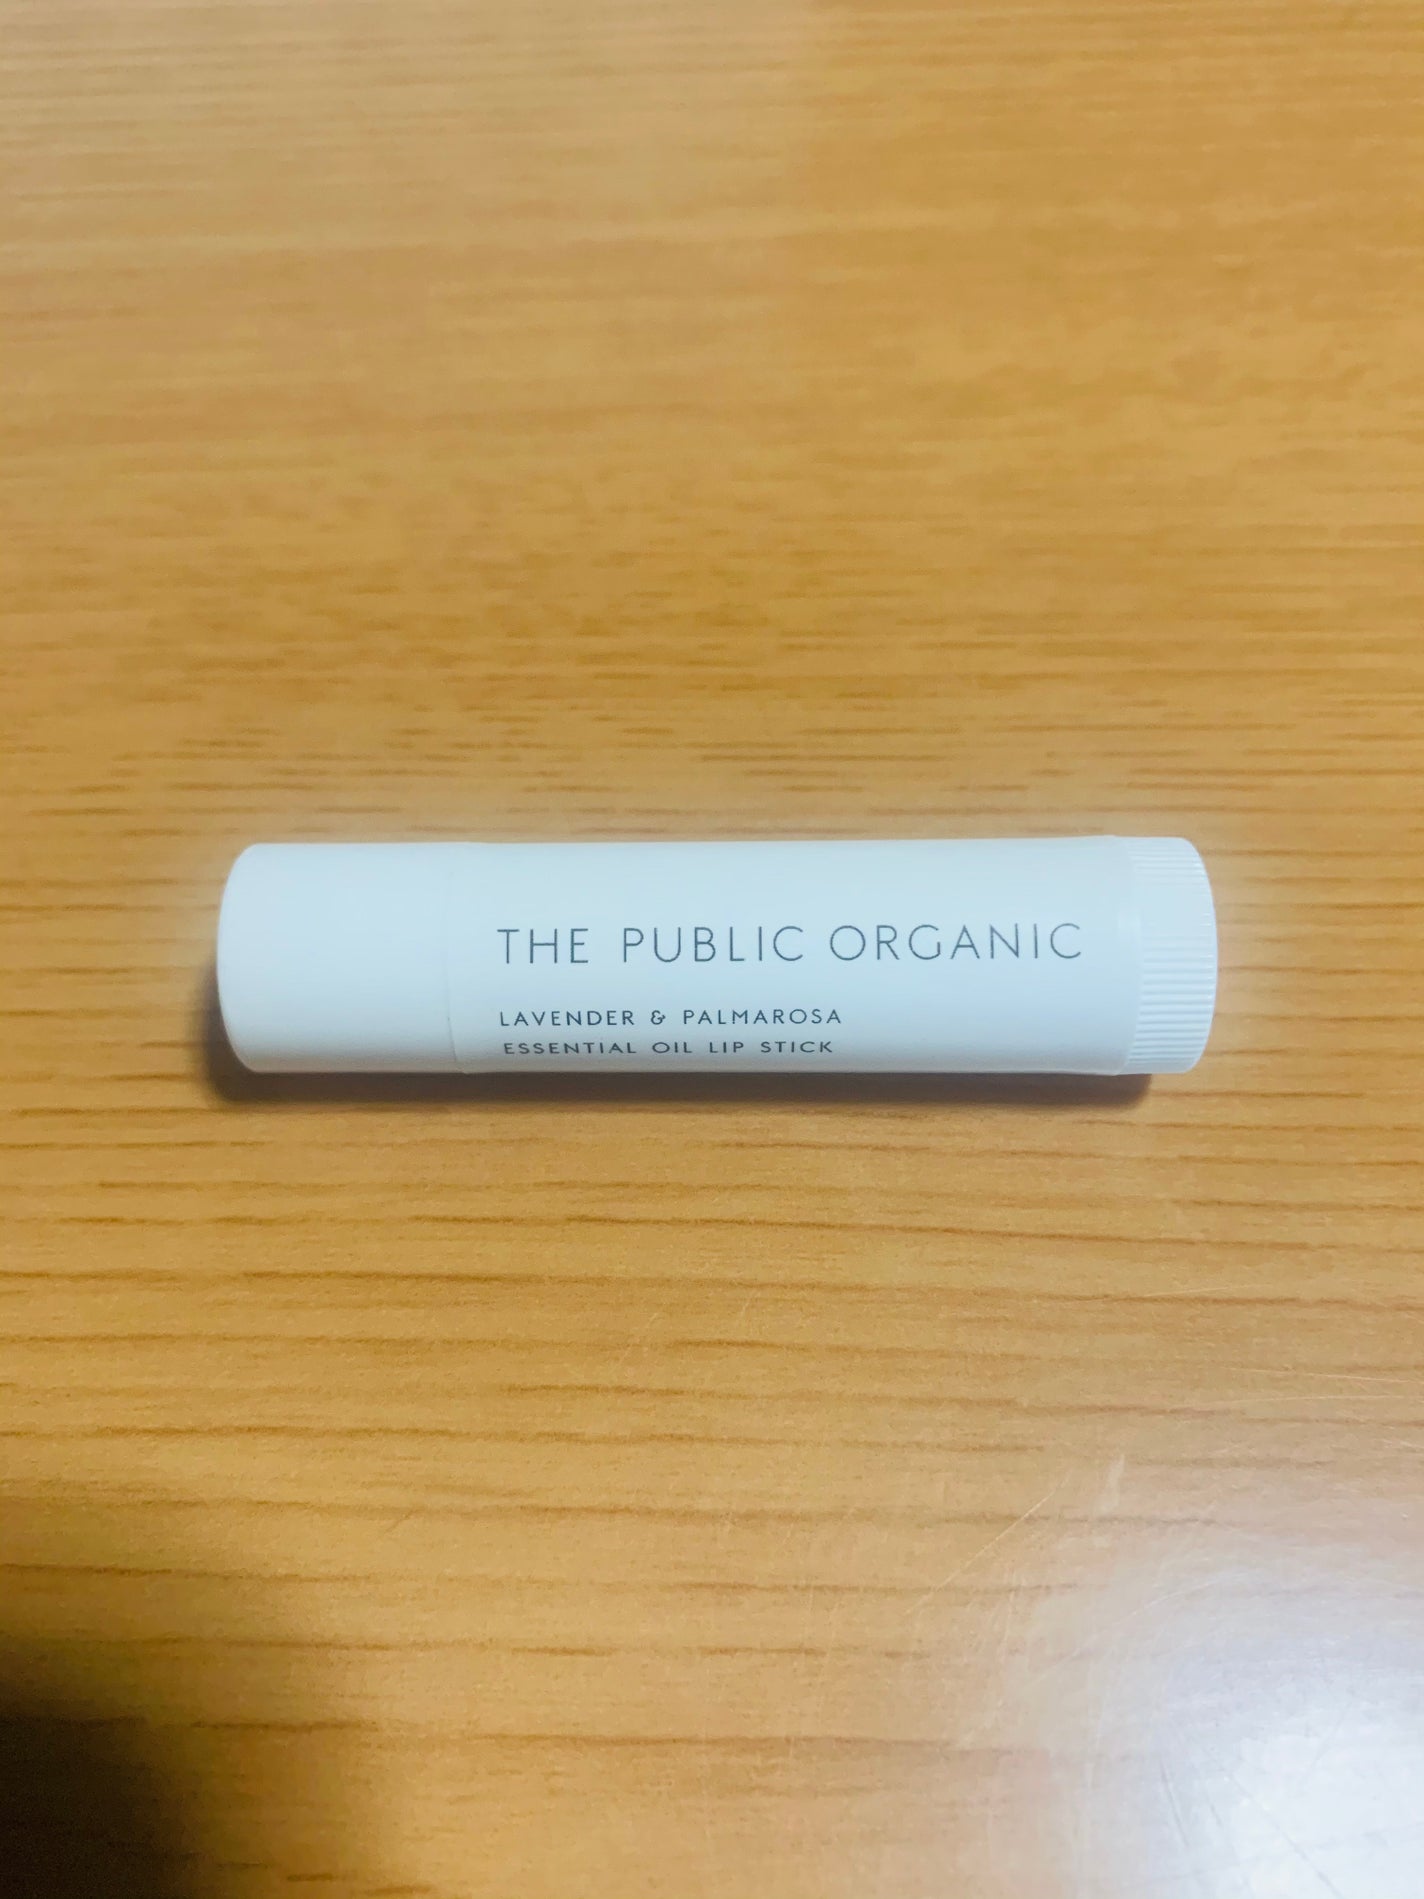 THE PUBLIC ORGANIC
LAVENDER & PALMAROSA
ESSENTIAL OIL LIP STICK